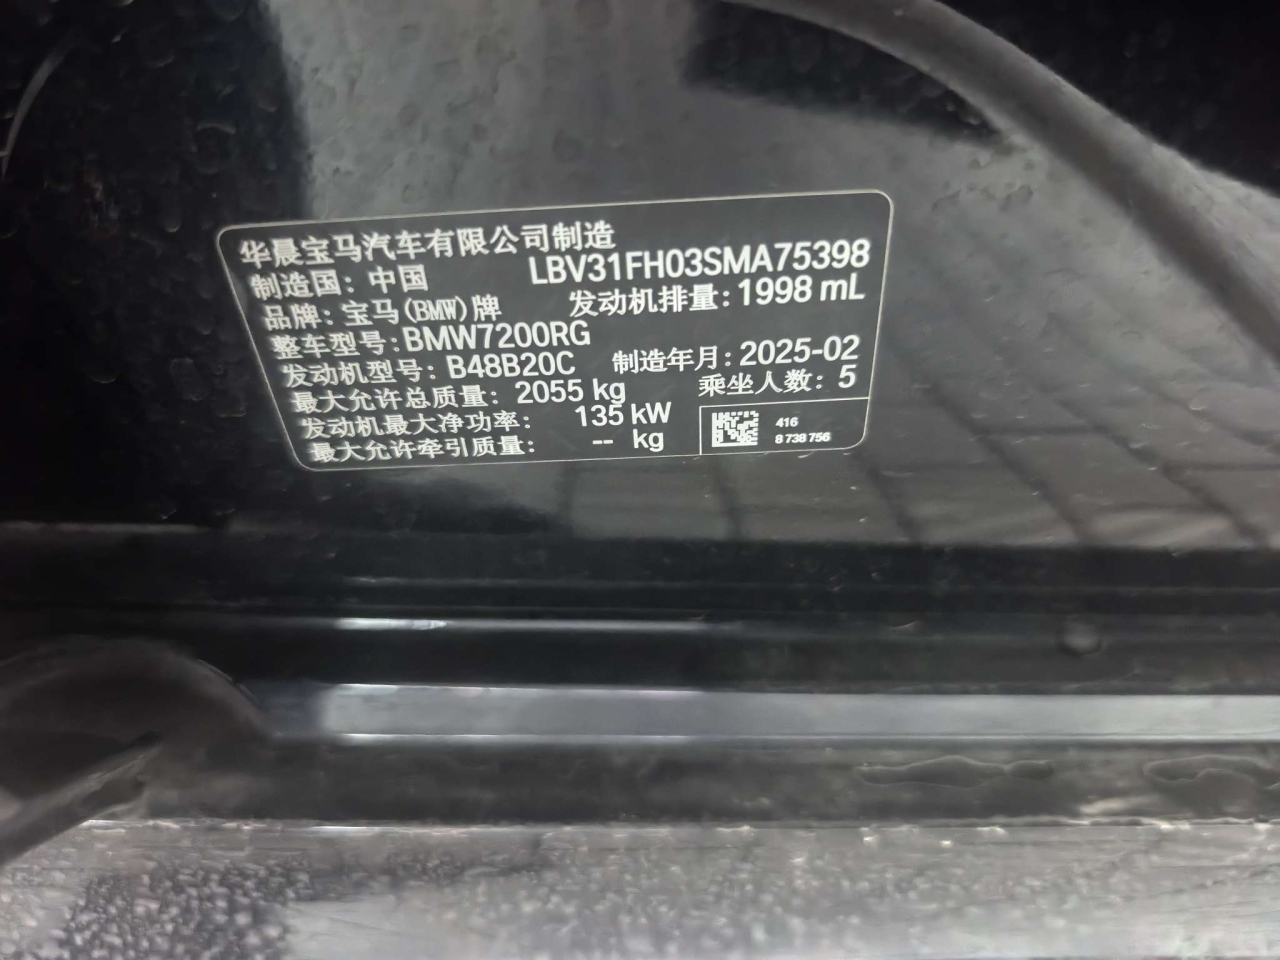 华晨宝马汽车有限公司制造
制造国: 中国 LBV31FH03SMA75398
品牌: 宝马(BMW)牌 发动机排量: 1998 mL
整车型号: BMW7200RG
发动机型号: B48B20C 制造年月: 2025-02
最大允许总质量: 2055 kg 乘坐人数: 5
发动机最大净功率: 135 kW
最大允许牵引质量: -- kg
416
8 738 756